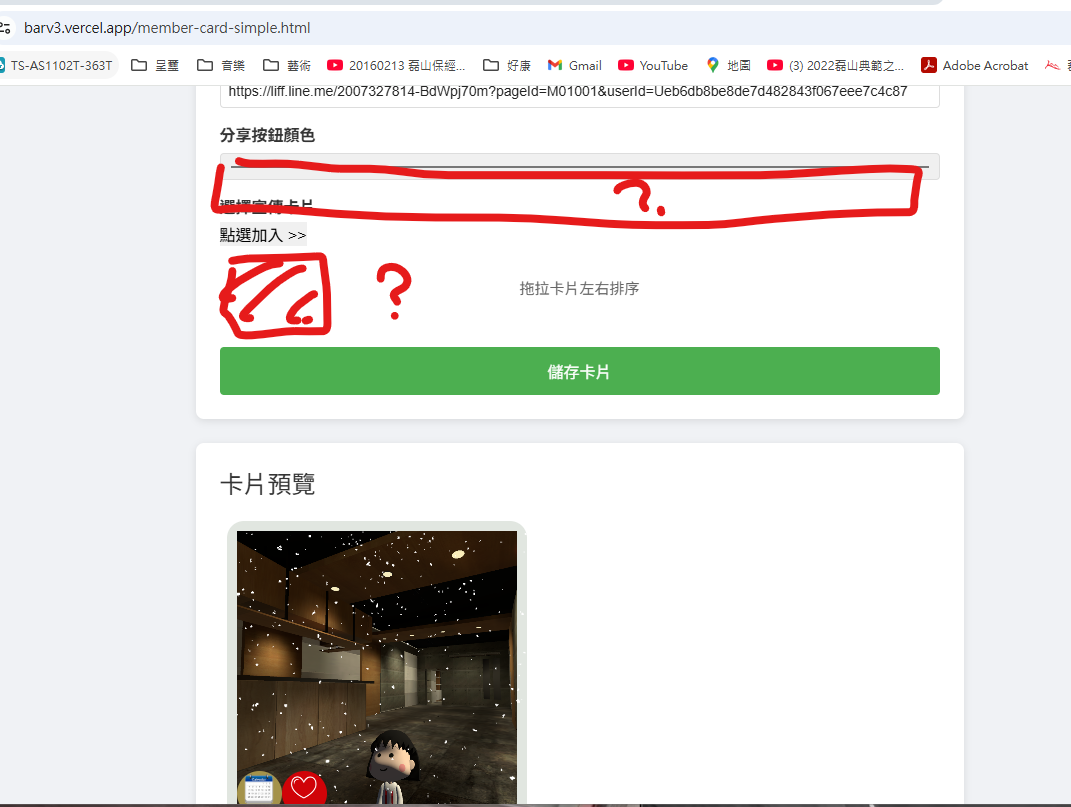 barv3.vercel.app/member-card-simple.html
TS-AS1102T-363T 呈璽 音樂 藝術 20160213 磊山保經... 好康 Gmail YouTube 地圖 (3) 2022磊山典範之... Adobe Acrobat
https://liff.line.me/2007327814-BdWpj70m?pageId=M01001&userId=Ueb6db8be8de7d482843f067eee7c4c87
分享按鈕顏色
?.
選擇宣傳卡片
點選加入 >>
?
拖拉卡片左右排序
儲存卡片
卡片預覽